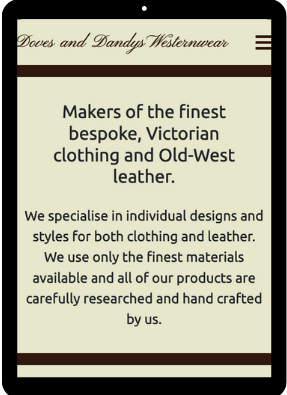 Doves and Dandys Westernwear
Makers of the finest
bespoke, Victorian
clothing and Old-West
leather.
We specialise in individual designs and
styles for both clothing and leather.
We use only the finest materials
available and all of our products are
carefully researched and hand crafted
by us.